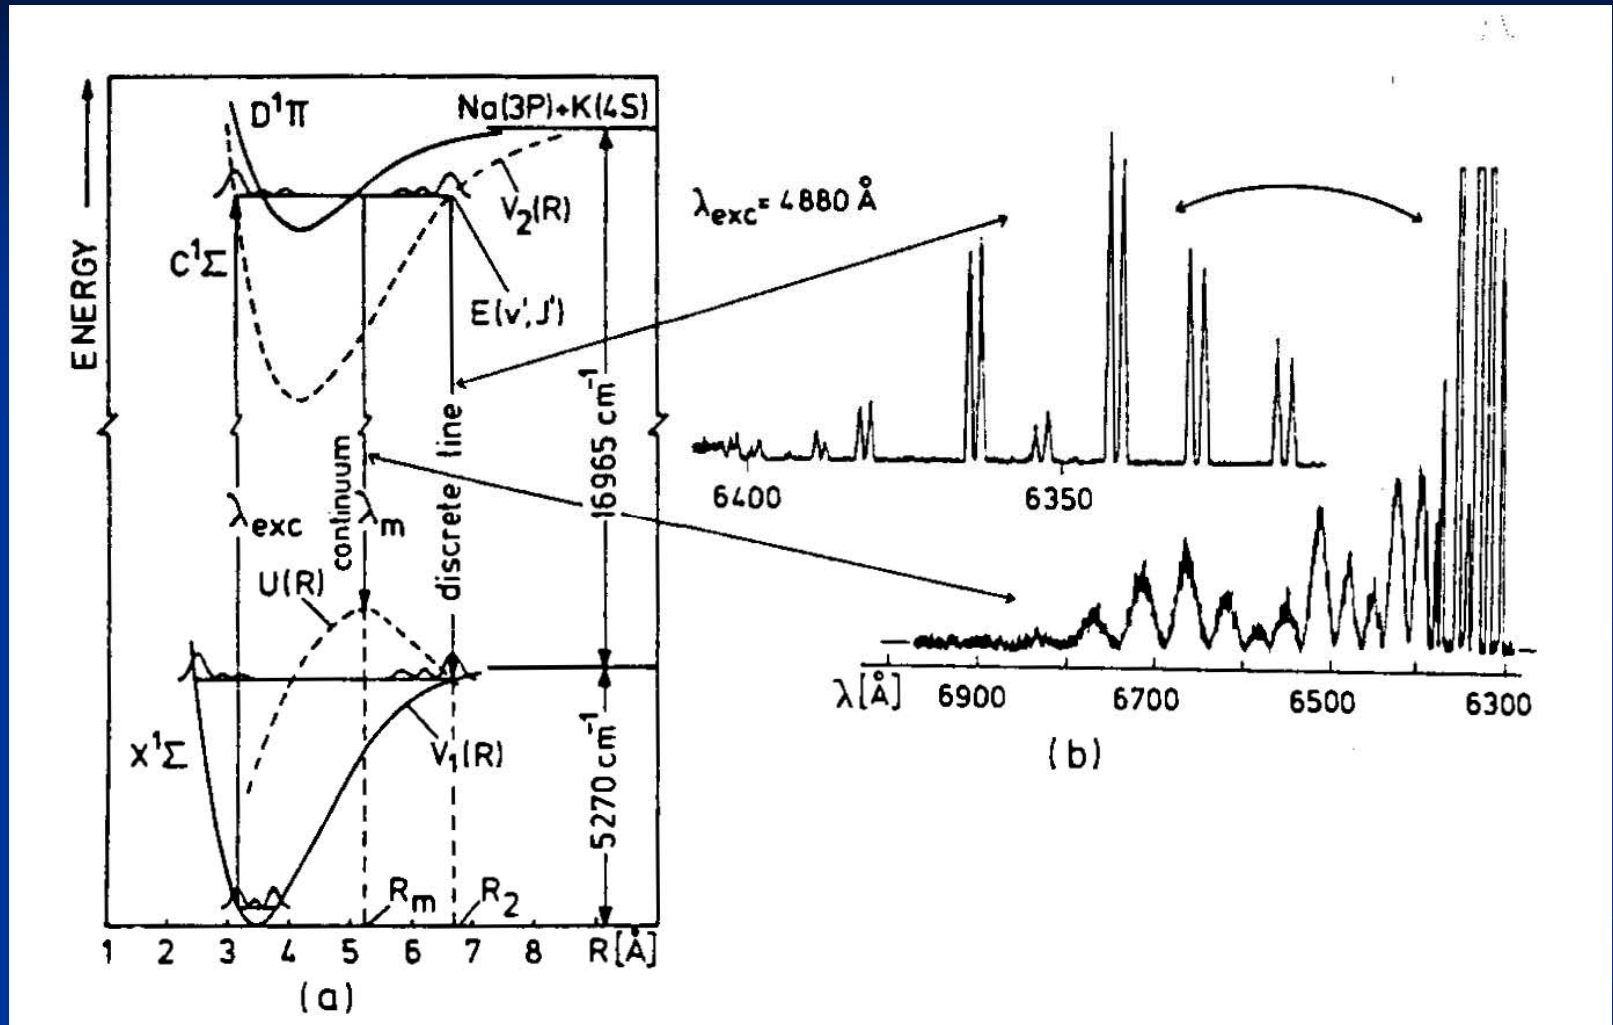 ENERGY
D¹Π
Na(3P)+K(4S)
V₂(R)
C¹Σ
E(v',J')
λexc
continuum
λm
discrete line
16965 cm⁻¹
U(R)
X¹Σ
V₁(R)
5270 cm⁻¹
Rm
R₂
1 2 3 4 5 6 7 8 R[Å]
(a)
λexc = 4880 Å
6400 6350
λ[Å] 6900 6700 6500 6300
(b)